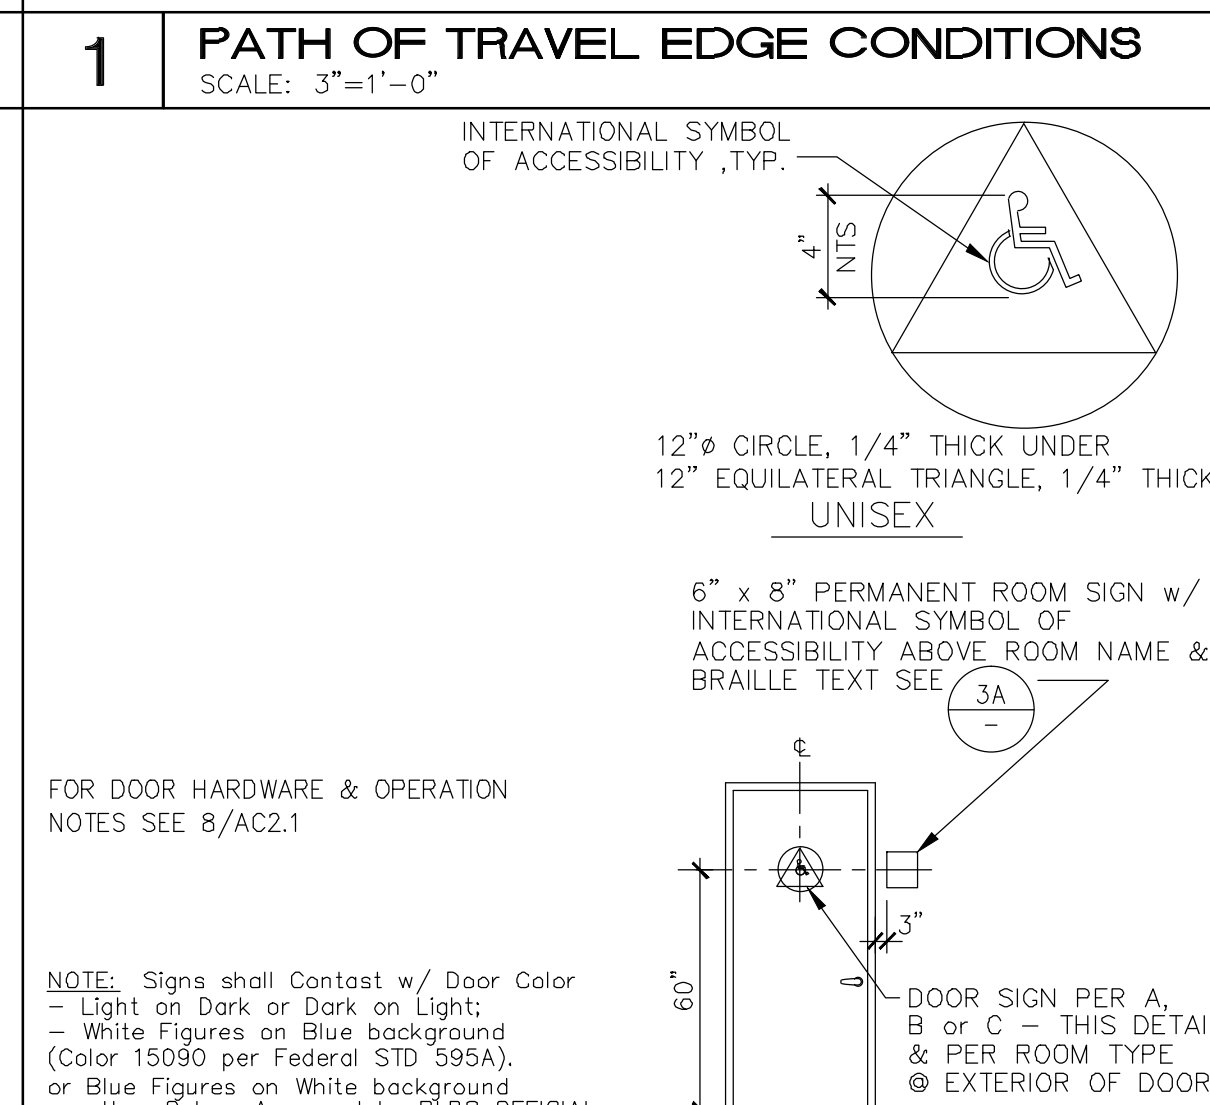 1
PATH OF TRAVEL EDGE CONDITIONS
SCALE: 3"=1'-0"
INTERNATIONAL SYMBOL
OF ACCESSIBILITY ,TYP.
4"
NTS
12"ø CIRCLE, 1/4" THICK UNDER
12" EQUILATERAL TRIANGLE, 1/4" THICK
UNISEX
6" x 8" PERMANENT ROOM SIGN w/
INTERNATIONAL SYMBOL OF
ACCESSIBILITY ABOVE ROOM NAME &
BRAILLE TEXT SEE
3A
-
℄
FOR DOOR HARDWARE & OPERATION
NOTES SEE 8/AC2.1
3"
60"
NOTE: Signs shall Contast w/ Door Color
- Light on Dark or Dark on Light;
- White Figures on Blue background
(Color 15090 per Federal STD 595A).
or Blue Figures on White background
DOOR SIGN PER A,
B or C - THIS DETAI
& PER ROOM TYPE
@ EXTERIOR OF DOOR